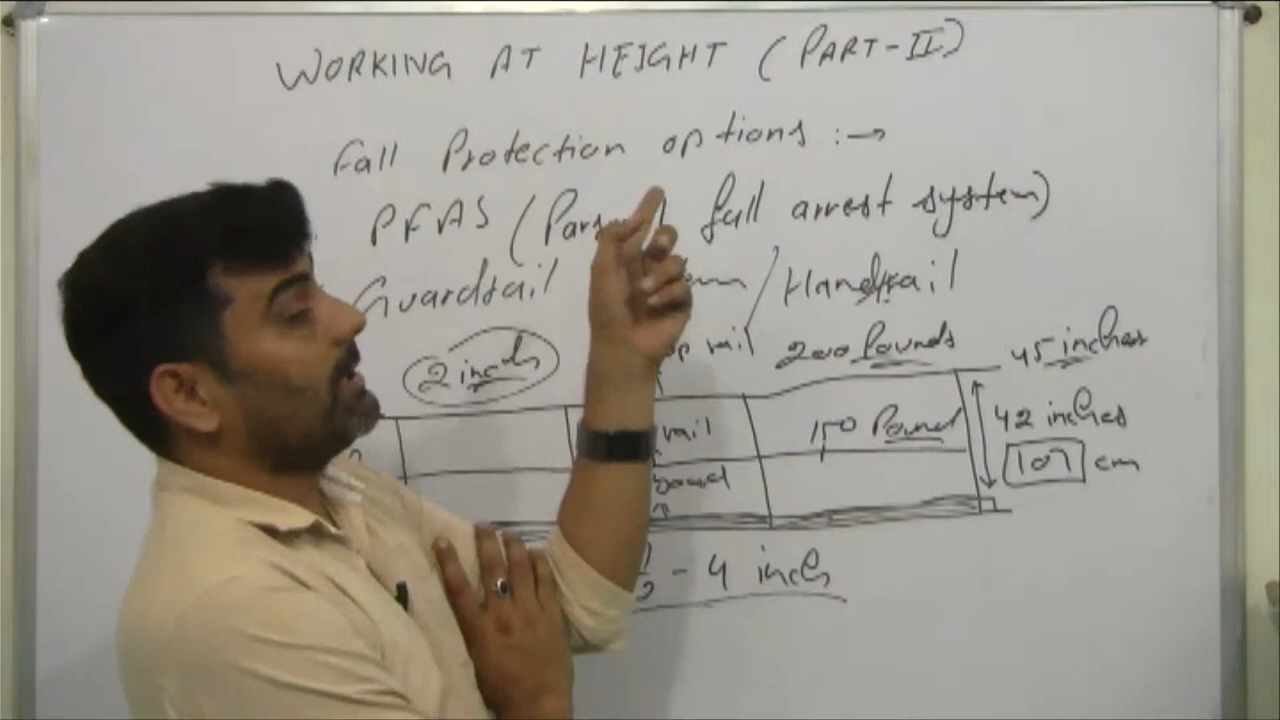 WORKING AT HEIGHT (PART-II)
Fall Protection options :→
PFAS ( fall arrest system)
Guardrail / Handrail
2 inch rail 200 Pounds 45 inches
rail 150 Pound 42 inches
107 cm
- 4 inch